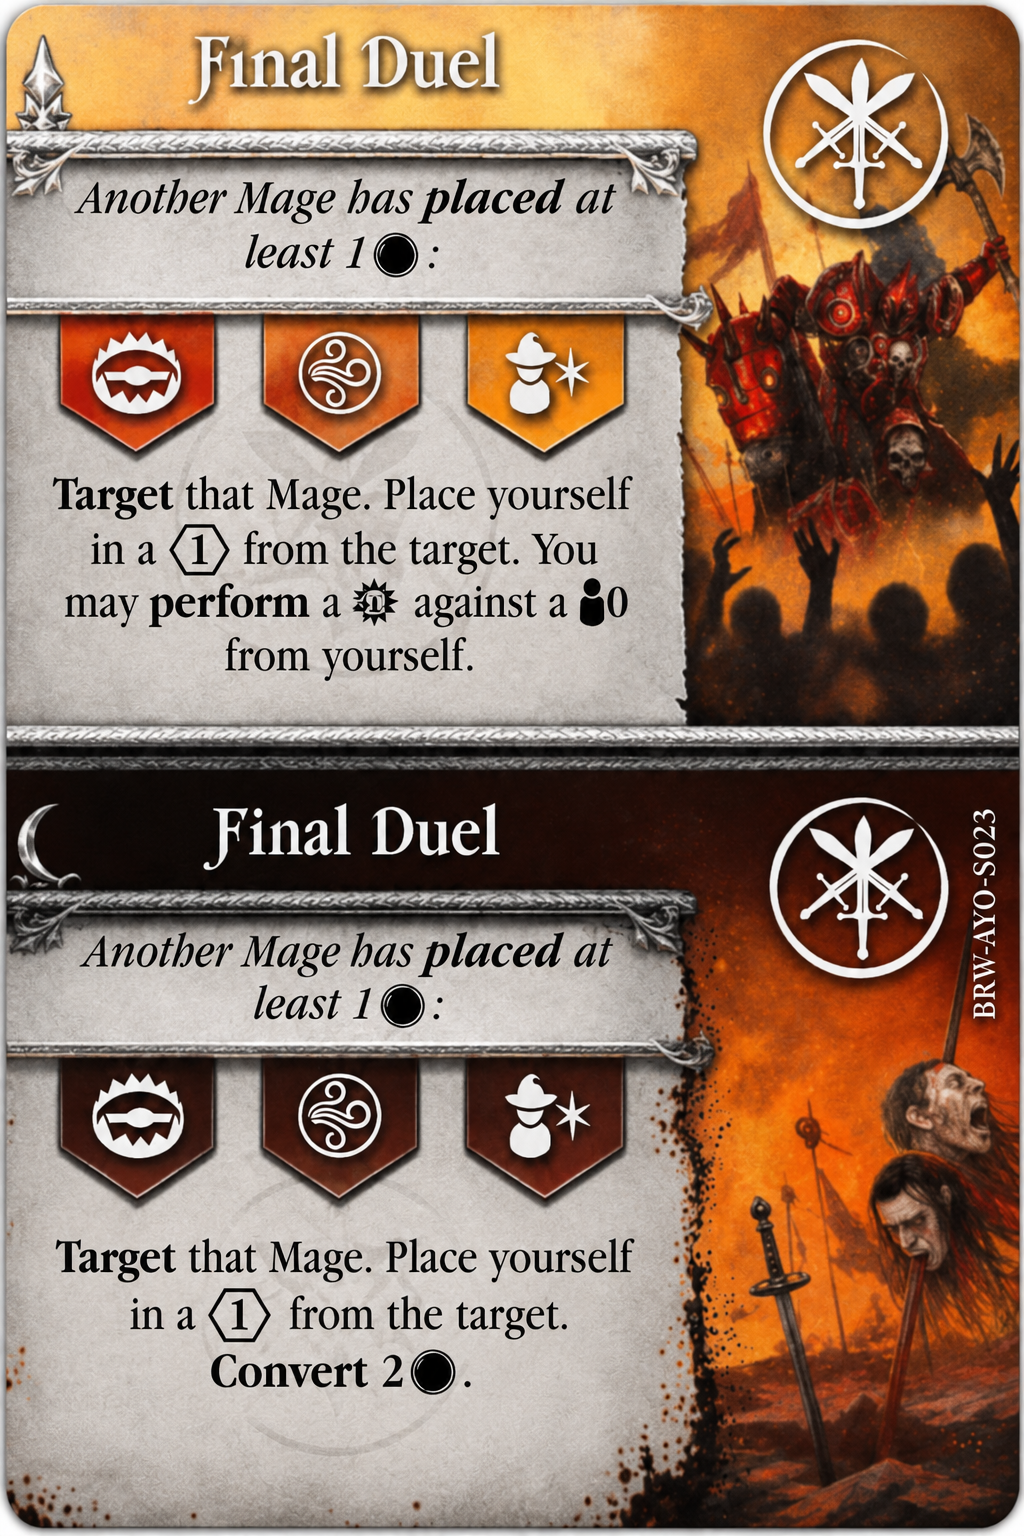 Final Duel
Another Mage has placed at
least 1 :
Target that Mage. Place yourself
in a 1 from the target. You
may perform a T against a 0
from yourself.
Final Duel
BRW-AYO-S023
Another Mage has placed at
least 1 :
Target that Mage. Place yourself
in a 1 from the target.
Convert 2 .